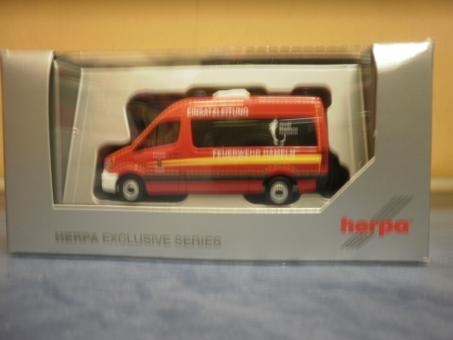 EINSATZLEITUNG
FEUERWEHR HAMELN
herpa
HERPA EXCLUSIVE SERIES